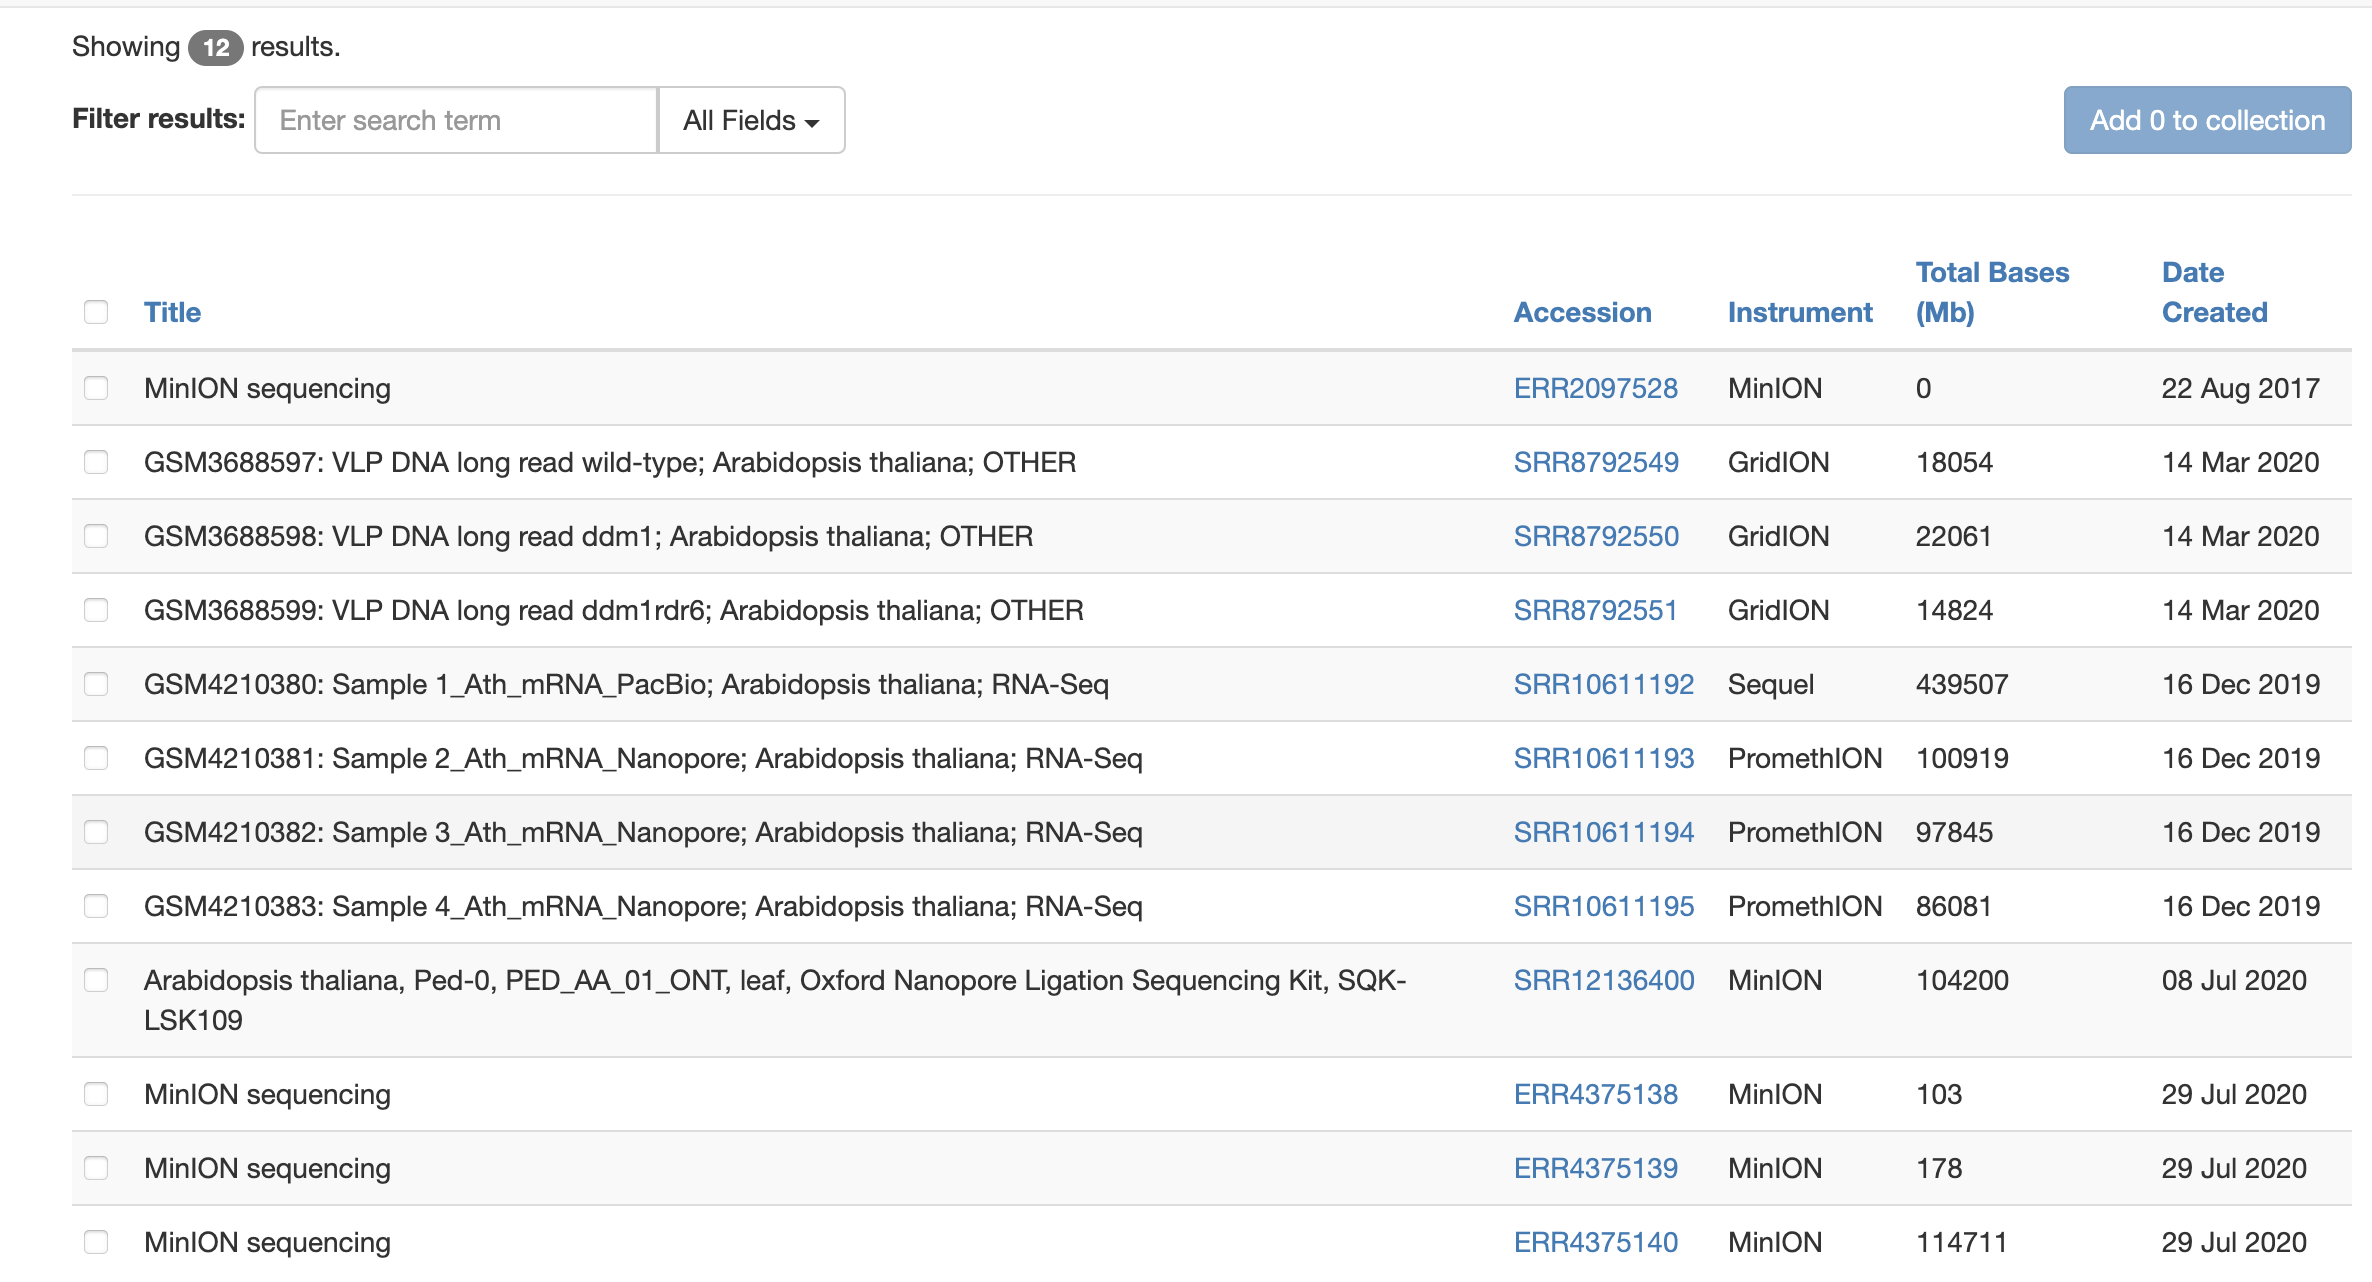 Showing 12 results.
Filter results: Enter search term All Fields Add 0 to collection
Title Accession Instrument Total Bases (Mb) Date Created
MinION sequencing ERR2097528 MinION 0 22 Aug 2017
GSM3688597: VLP DNA long read wild-type; Arabidopsis thaliana; OTHER SRR8792549 GridION 18054 14 Mar 2020
GSM3688598: VLP DNA long read ddm1; Arabidopsis thaliana; OTHER SRR8792550 GridION 22061 14 Mar 2020
GSM3688599: VLP DNA long read ddm1rdr6; Arabidopsis thaliana; OTHER SRR8792551 GridION 14824 14 Mar 2020
GSM4210380: Sample 1_Ath_mRNA_PacBio; Arabidopsis thaliana; RNA-Seq SRR10611192 Sequel 439507 16 Dec 2019
GSM4210381: Sample 2_Ath_mRNA_Nanopore; Arabidopsis thaliana; RNA-Seq SRR10611193 PromethION 100919 16 Dec 2019
GSM4210382: Sample 3_Ath_mRNA_Nanopore; Arabidopsis thaliana; RNA-Seq SRR10611194 PromethION 97845 16 Dec 2019
GSM4210383: Sample 4_Ath_mRNA_Nanopore; Arabidopsis thaliana; RNA-Seq SRR10611195 PromethION 86081 16 Dec 2019
Arabidopsis thaliana, Ped-0, PED_AA_01_ONT, leaf, Oxford Nanopore Ligation Sequencing Kit, SQK- SRR12136400 MinION 104200 08 Jul 2020
LSK109
MinION sequencing ERR4375138 MinION 103 29 Jul 2020
MinION sequencing ERR4375139 MinION 178 29 Jul 2020
MinION sequencing ERR4375140 MinION 114711 29 Jul 2020